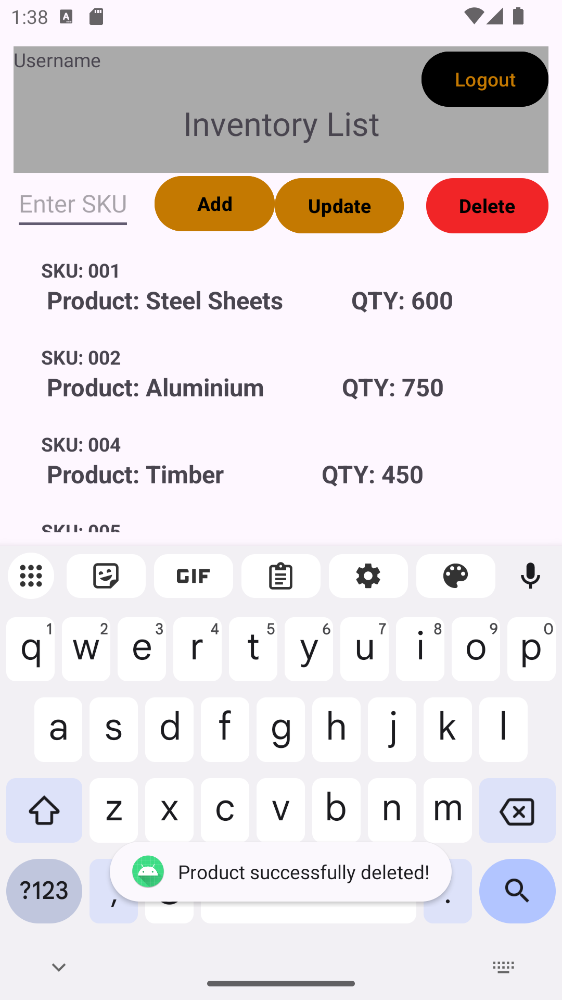 1:38
Username
Logout
Inventory List
Enter SKU
Add
Update
Delete
SKU: 001
Product: Steel Sheets QTY: 600
SKU: 002
Product: Aluminium QTY: 750
SKU: 004
Product: Timber QTY: 450
SKU: 005
GIF
q 1 w 2 e 3 r 4 t 5 y 6 u 7 i 8 o 9 p 0
a s d f g h j k l
z x c v b n m
Product successfully deleted!
?123 , .